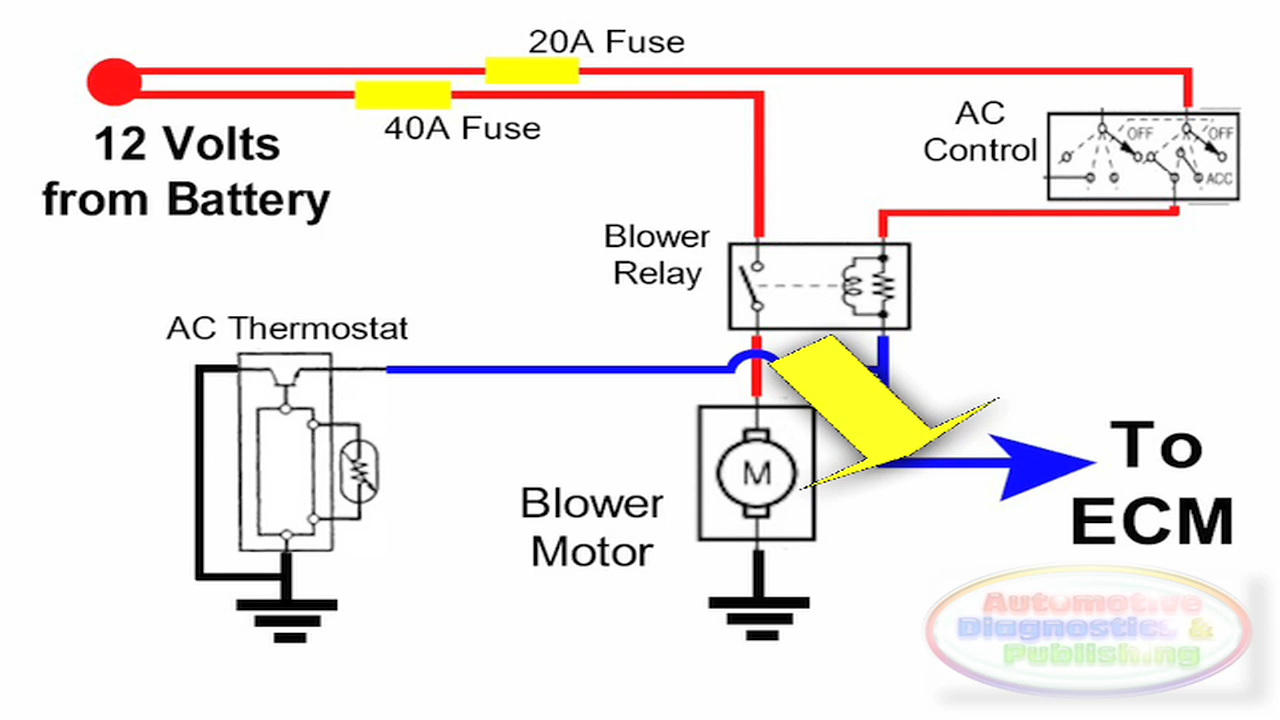 20A Fuse
40A Fuse
12 Volts
from Battery
AC
Control
OFF
OFF
ACC
Blower
Relay
AC Thermostat
M
Blower
Motor
To
ECM
Automotive
Diagnostics &
Publishing